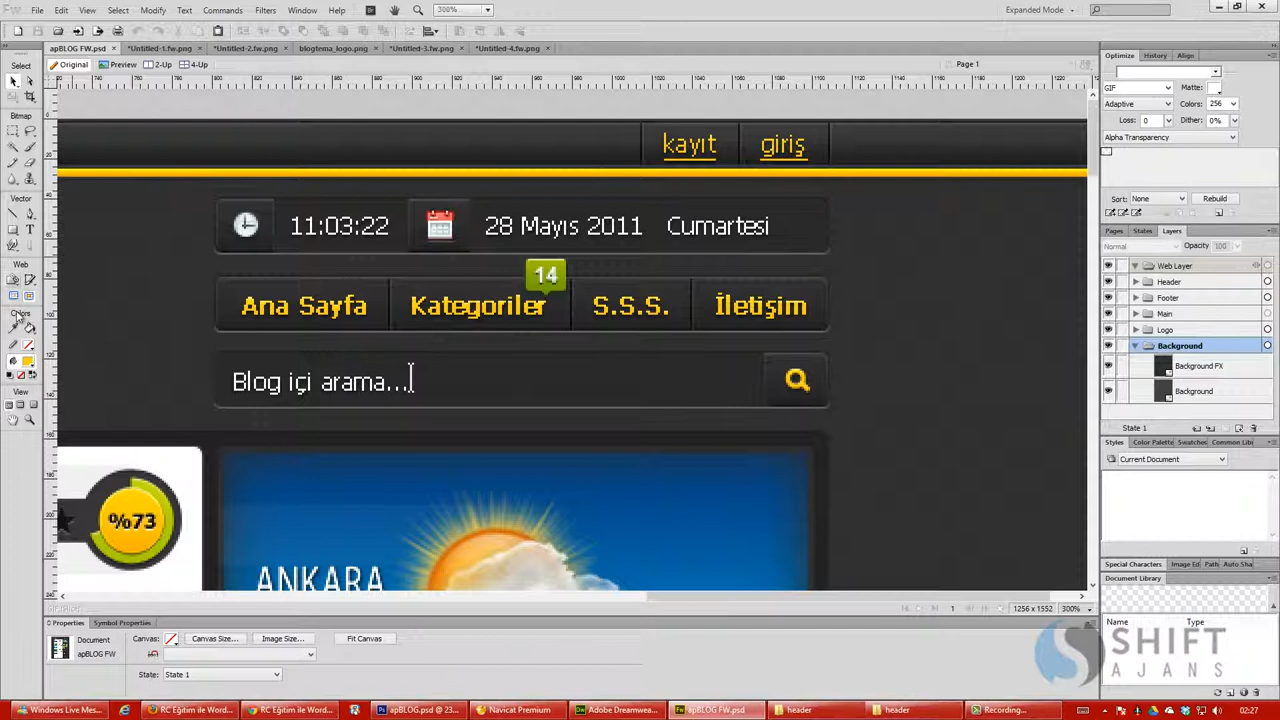 File Edit View Select Modify Text Commands Filters Window Help 300% Expanded Mode
apBLOG FW.psd *Untitled-1.fw.png *Untitled-2.fw.png blogtema_logo.png *Untitled-3.fw.png *Untitled-4.fw.png
Original Preview 2-Up 4-Up Page 1
Select
Bitmap
Vector
Web
Colors
View
kayıt giriş
11:03:22 28 Mayıs 2011 Cumartesi
14
Ana Sayfa Kategoriler S.S.S. İletişim
Blog içi arama...
%73
ANKARA
Optimize History Align
GIF Matte:
Adaptive Colors: 256
Loss: 0 Dither: 0%
Alpha Transparency
Sort: None Rebuild
Pages States Layers
Normal Opacity 100
Web Layer
Header
Footer
Main
Logo
Background
Background FX
Background
State 1
Styles Color Palette Swatches Common Lib
Current Document
Special Characters Image Ed Path Auto Sha
Document Library
Name Type
1 1256 x 1552 300%
Properties Symbol Properties
Document
apBLOG FW
Canvas: Canvas Size... Image Size... Fit Canvas
State: State 1
SHIFT
AJANS
Windows Live Mes... RC Eğitim ile Word... RC Eğitim ile Word... apBLOG.psd @ 23... Navicat Premium Adobe Dreamwea... apBLOG FW.psd header header Recording... 02:27